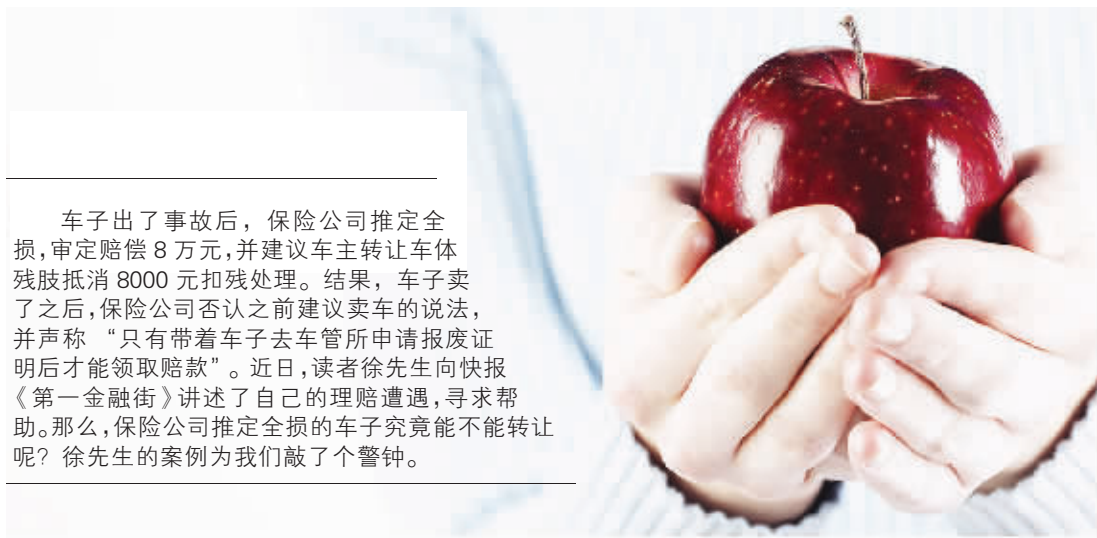 车子出了事故后，保险公司推定全
损，审定赔偿 8 万元，并建议车主转让车体
残肢抵消 8000 元扣残处理。结果，车子卖
了之后，保险公司否认之前建议卖车的说法，
并声称 “只有带着车子去车管所申请报废证
明后才能领取赔款” 。近日，读者徐先生向快报
《第一金融街》讲述了自己的理赔遭遇，寻求帮
助。那么，保险公司推定全损的车子究竟能不能转让
呢？徐先生的案例为我们敲了个警钟。